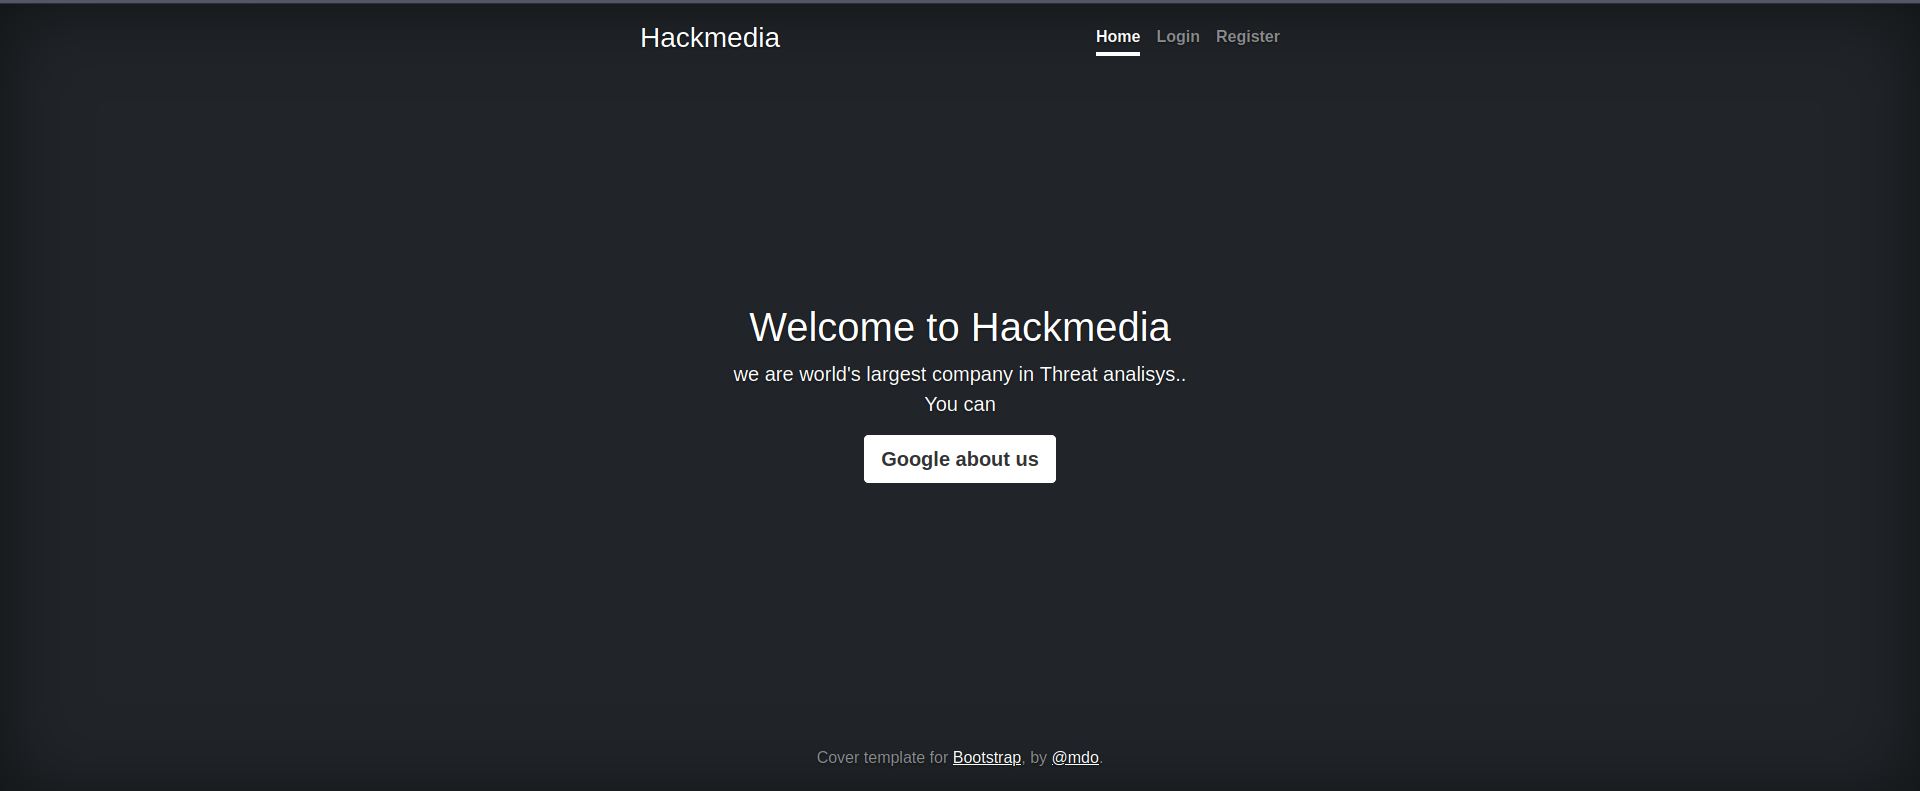 Hackmedia
Home Login Register
Welcome to Hackmedia
we are world's largest company in Threat analisys..
You can
Google about us
Cover template for Bootstrap, by @mdo.